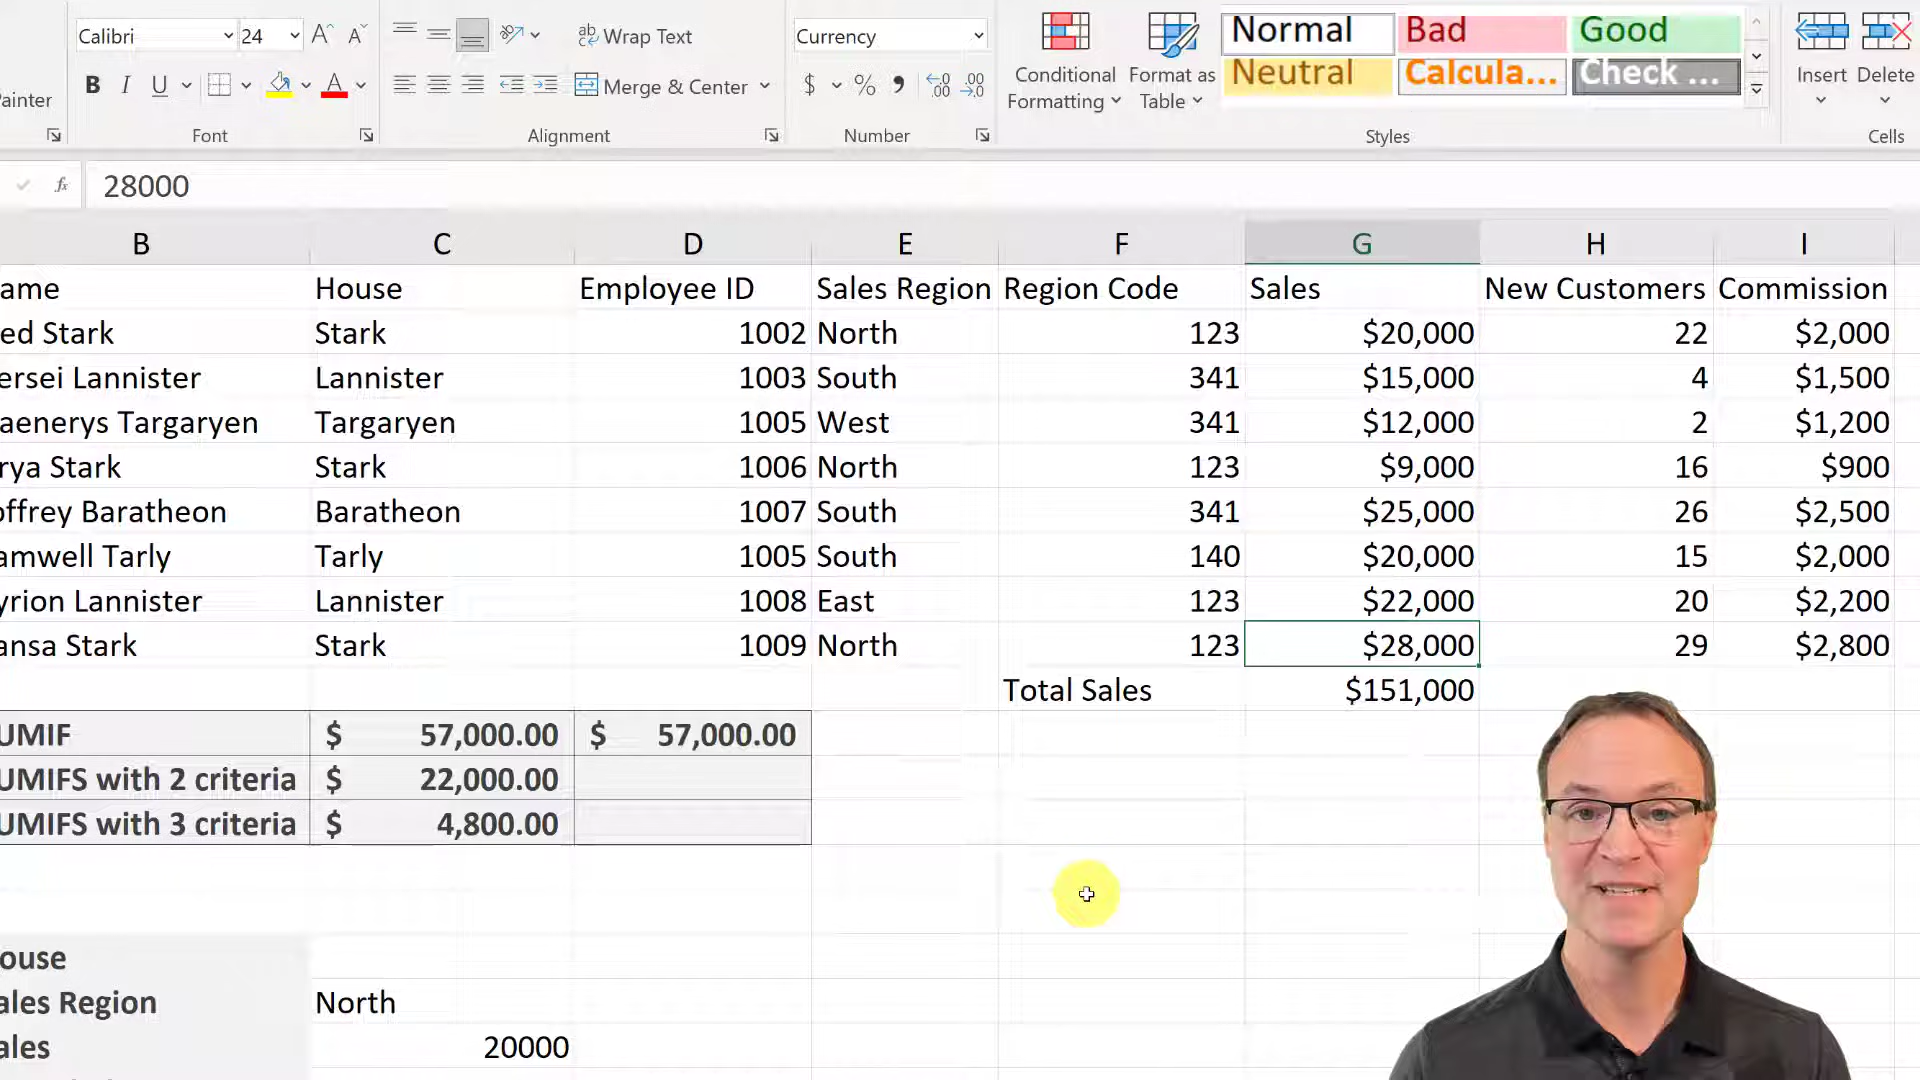 Calibri 24 Wrap Text Currency Normal Bad Good
Painter B I U Merge & Center $ % Conditional Formatting Format as Table Neutral Calcula... Check ... Insert Delete
Font Alignment Number Styles Cells
fx 28000
B C D E F G H I
ame House Employee ID Sales Region Region Code Sales New Customers Commission
ed Stark Stark 1002 North 123 $20,000 22 $2,000
ersei Lannister Lannister 1003 South 341 $15,000 4 $1,500
aenerys Targaryen Targaryen 1005 West 341 $12,000 2 $1,200
rya Stark Stark 1006 North 123 $9,000 16 $900
offrey Baratheon Baratheon 1007 South 341 $25,000 26 $2,500
amwell Tarly Tarly 1005 South 140 $20,000 15 $2,000
yrion Lannister Lannister 1008 East 123 $22,000 20 $2,200
ansa Stark Stark 1009 North 123 $28,000 29 $2,800
Total Sales $151,000
UMIF $ 57,000.00 $ 57,000.00
UMIFS with 2 criteria $ 22,000.00
UMIFS with 3 criteria $ 4,800.00
ouse
ales Region North
ales 20000